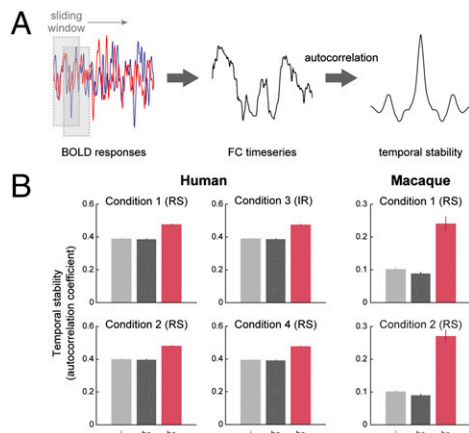 A
sliding
window
autocorrelation
BOLD responses
FC timeseries
temporal stability
B
Human
Macaque
Temporal stability
(autocorrelation coefficient)
Condition 1 (RS)
0.6
0.4
0.2
0
Condition 3 (IR)
0.6
0.4
0.2
0
Condition 1 (RS)
0.3
0.2
0.1
0
Condition 2 (RS)
0.6
0.4
0.2
0
Condition 4 (RS)
0.6
0.4
0.2
0
Condition 2 (RS)
0.3
0.2
0.1
0